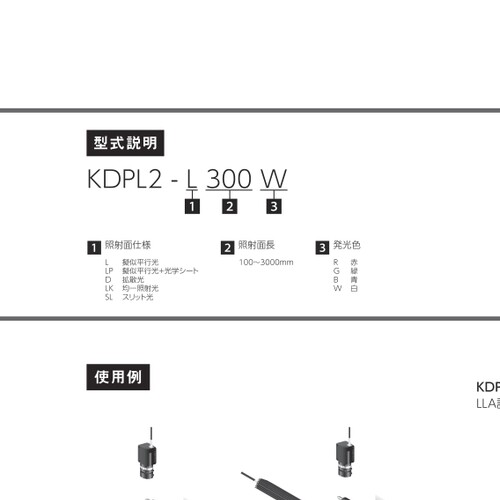 型式説明
KDPL2 - L 300 W
1 2 3
1 照射面仕様
L 擬似平行光
LP 擬似平行光+光学シート
D 拡散光
LK 均一照射光
SL スリット光
2 照射面長
100～3000mm
3 発光色
R 赤
G 緑
B 青
W 白
使用例
KDP
LLA